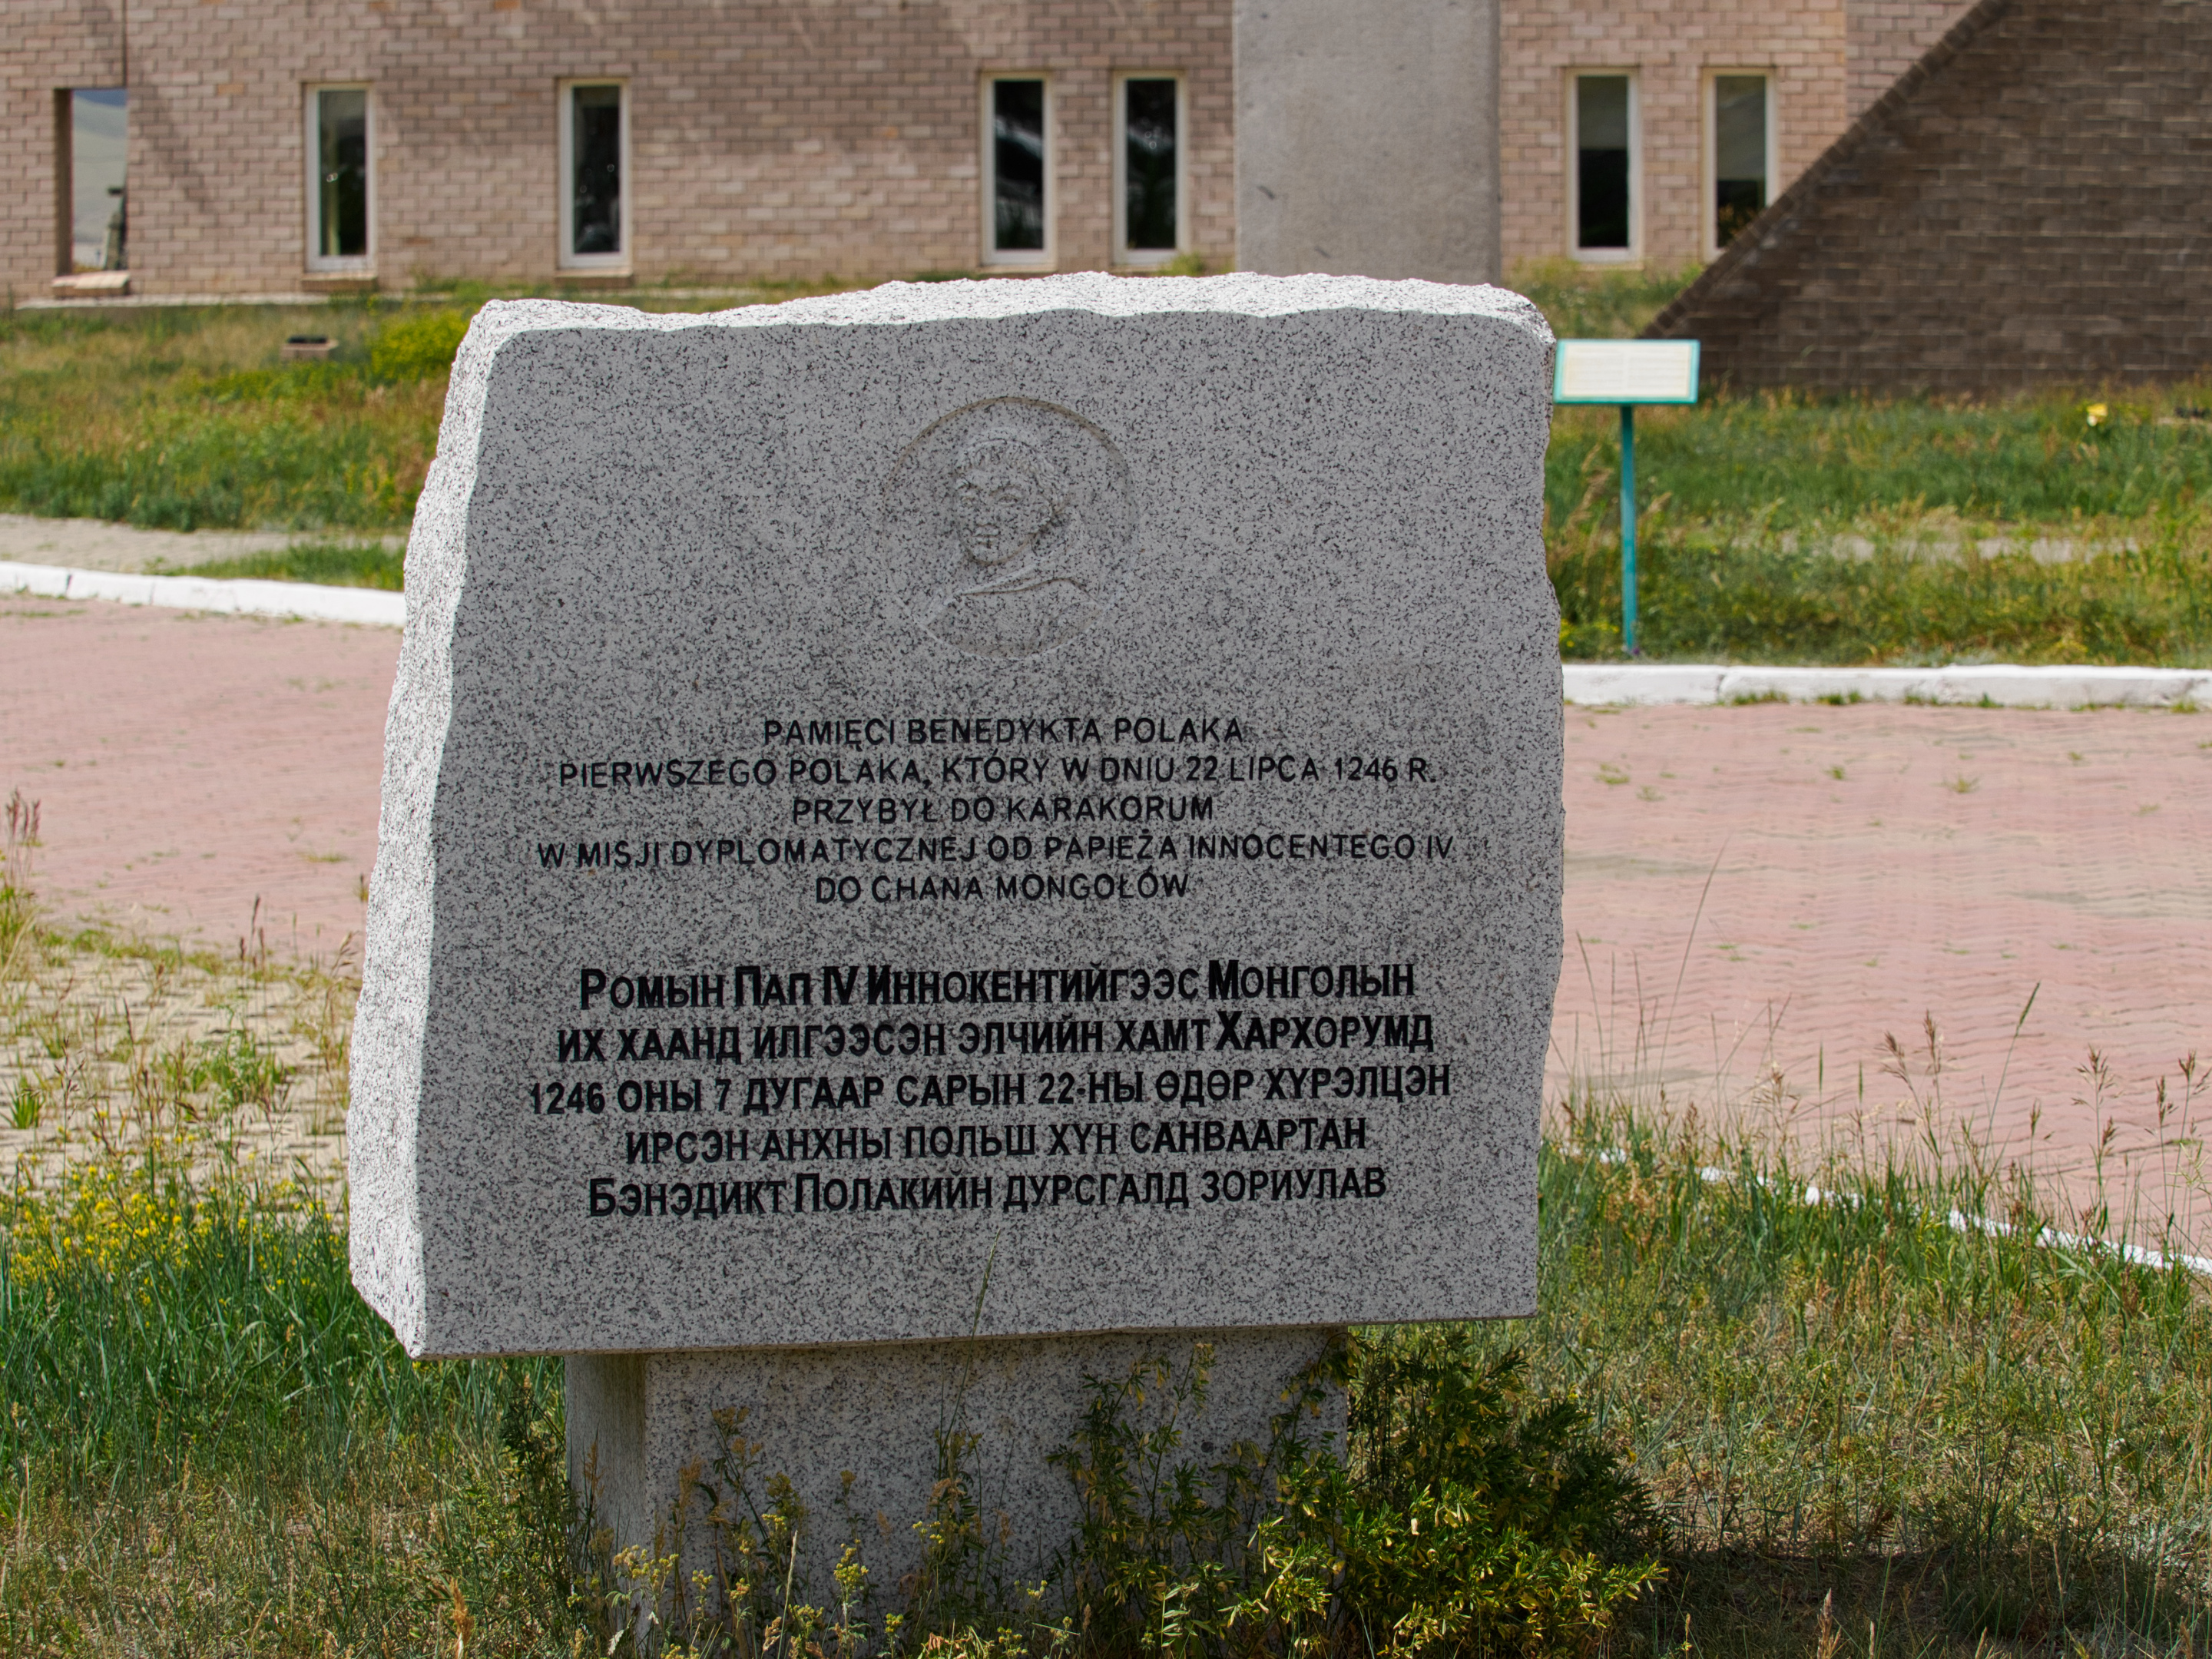 PAMIĘCI BENEDYKTA POLAKA
PIERWSZEGO POLAKA, KTÓRY W DNIU 22 LIPCA 1246 R.
PRZYBYŁ DO KARAKORUM
W MISJI DYPLOMATYCZNEJ OD PAPIEŻA INNOCENTEGO IV
DO CHANA MONGOŁÓW
РОМЫН ПАП IV ИННОКЕНТИЙГЭЭС МОНГОЛЫН
ИХ ХААНД ИЛГЭЭСЭН ЭЛЧИЙН ХАМТ ХАРХОРУМД
1246 ОНЫ 7 ДУГААР САРЫН 22-НЫ ӨДӨР ХҮРЭЛЦЭН
ИРСЭН АНХНЫ ПОЛЬШ ХҮН САНВААРТАН
БЭНЭДИКТ ПОЛАКИЙН ДУРСГАЛД ЗОРИУЛАВ